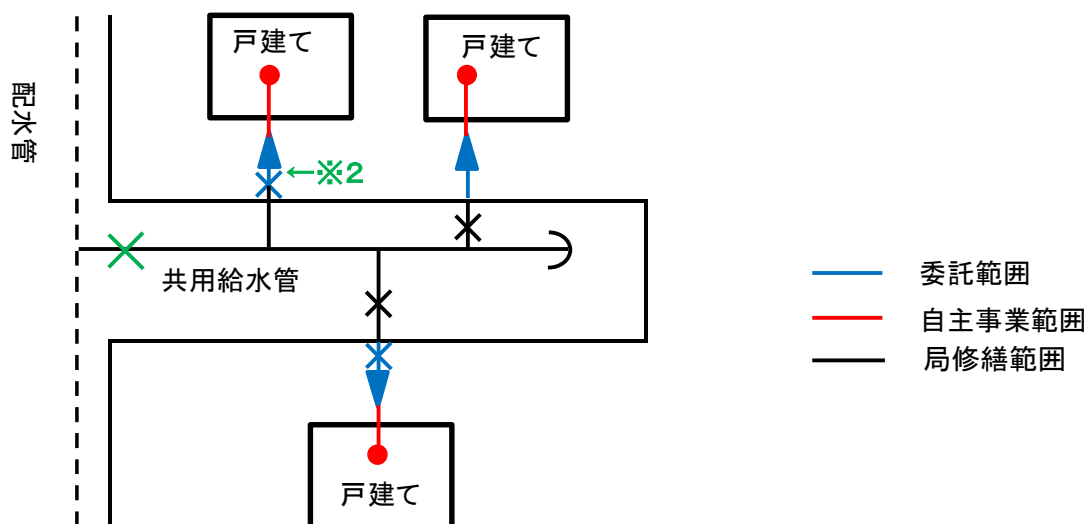 配水管
戸建て
戸建て
←※2
共用給水管
戸建て
委託範囲
自主事業範囲
局修繕範囲